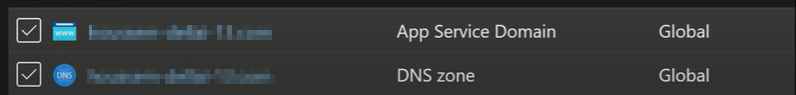 www App Service Domain Global
DNS DNS zone Global